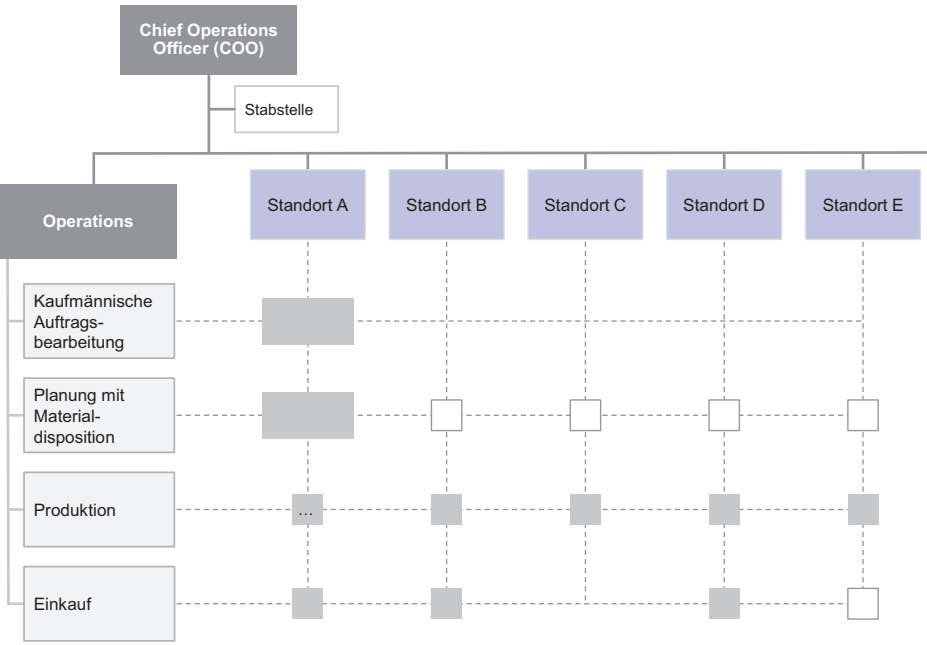 Chief Operations
Officer (COO)
Stabstelle
Operations
Standort A
Standort B
Standort C
Standort D
Standort E
Kaufmännische
Auftrags-
bearbeitung
Planung mit
Material-
disposition
Produktion
...
Einkauf